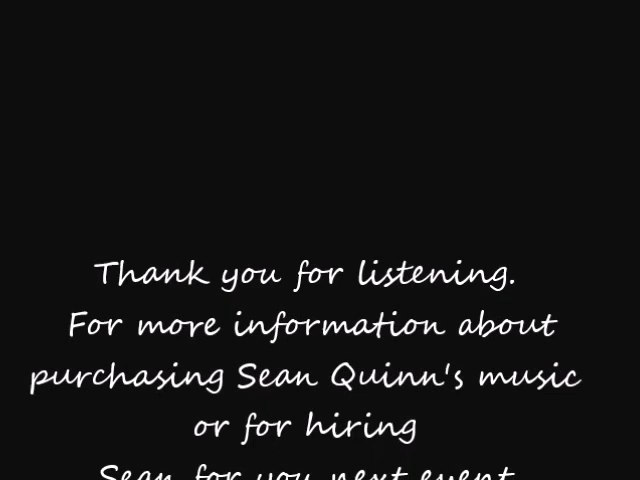 Thank you for listening.
For more information about
purchasing Sean Quinn's music
or for hiring
Sean for you next event